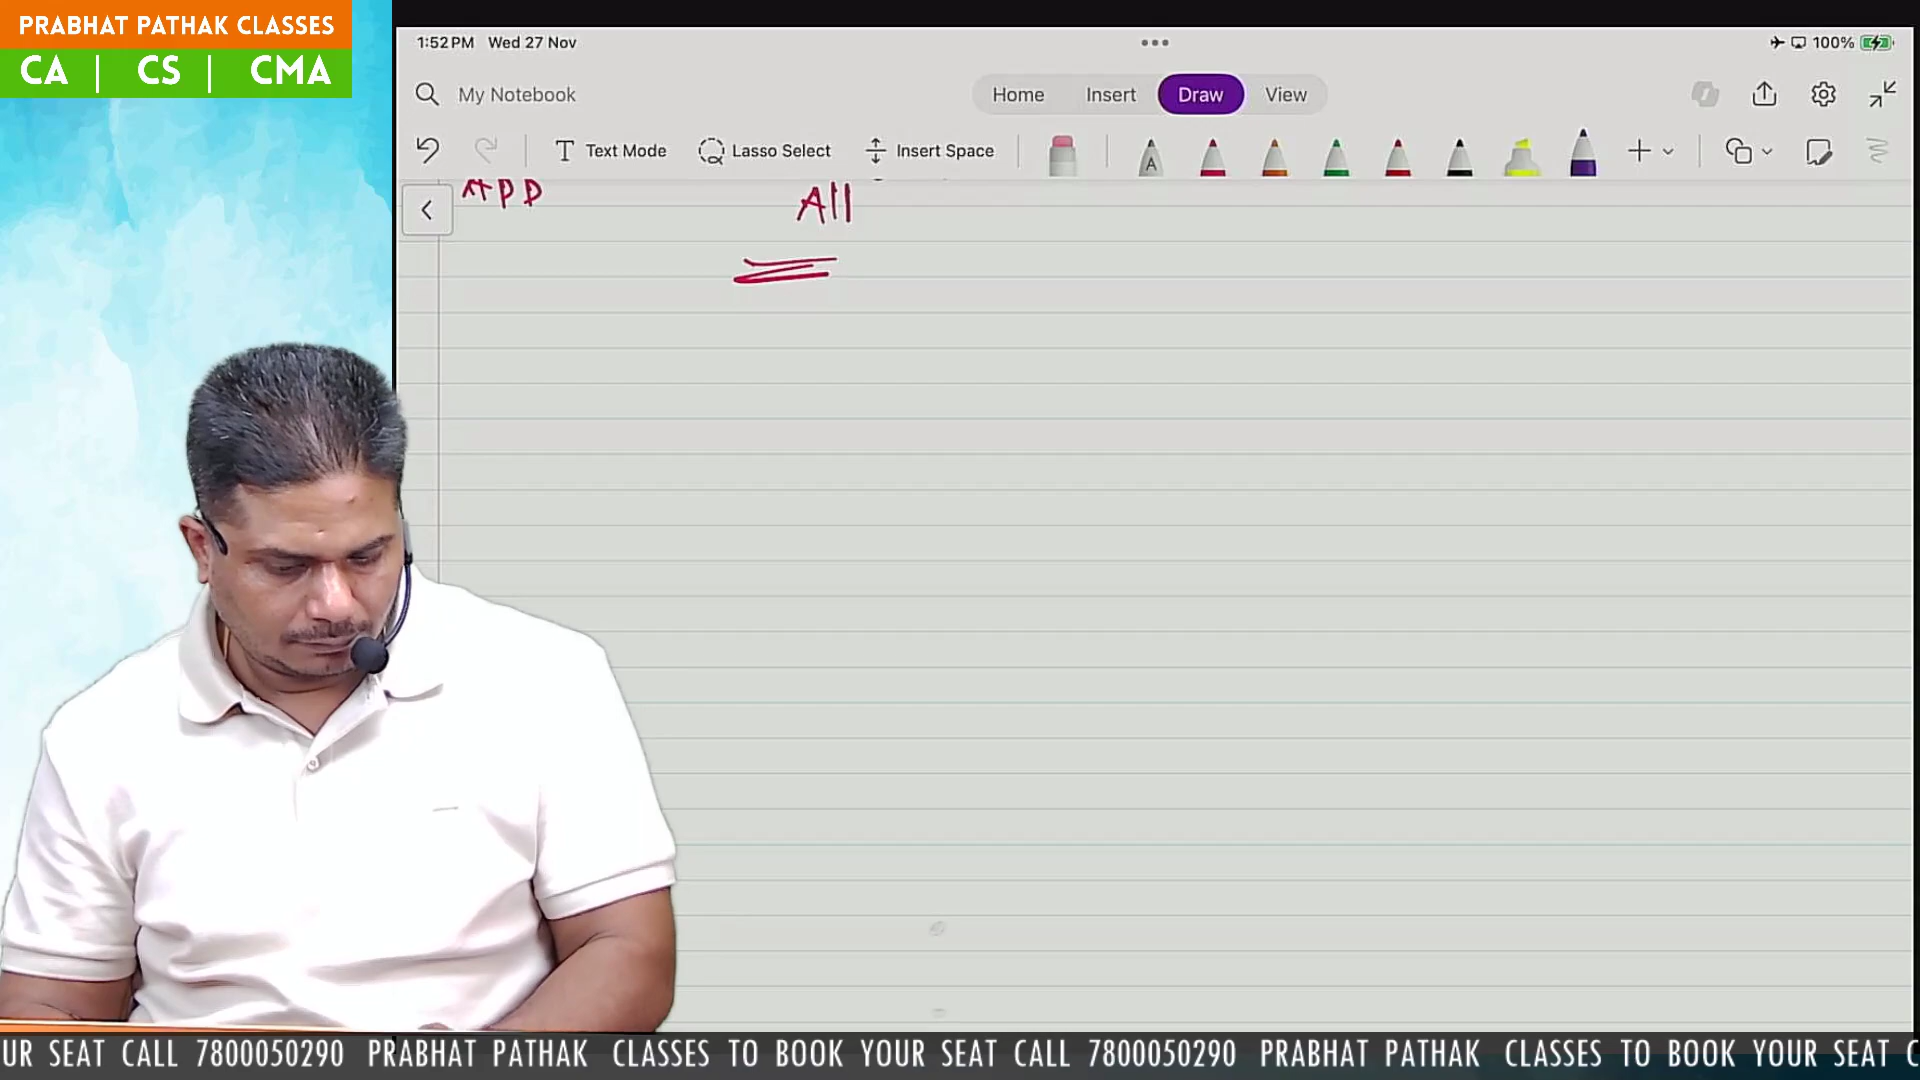 PRABHAT PATHAK CLASSES
CA | CS | CMA
1:52 PM Wed 27 Nov
100%
My Notebook
Home Insert Draw View
Text Mode Lasso Select Insert Space
A
All
UR SEAT CALL 7800050290 PRABHAT PATHAK CLASSES TO BOOK YOUR SEAT CALL 7800050290 PRABHAT PATHAK CLASSES TO BOOK YOUR SEAT C